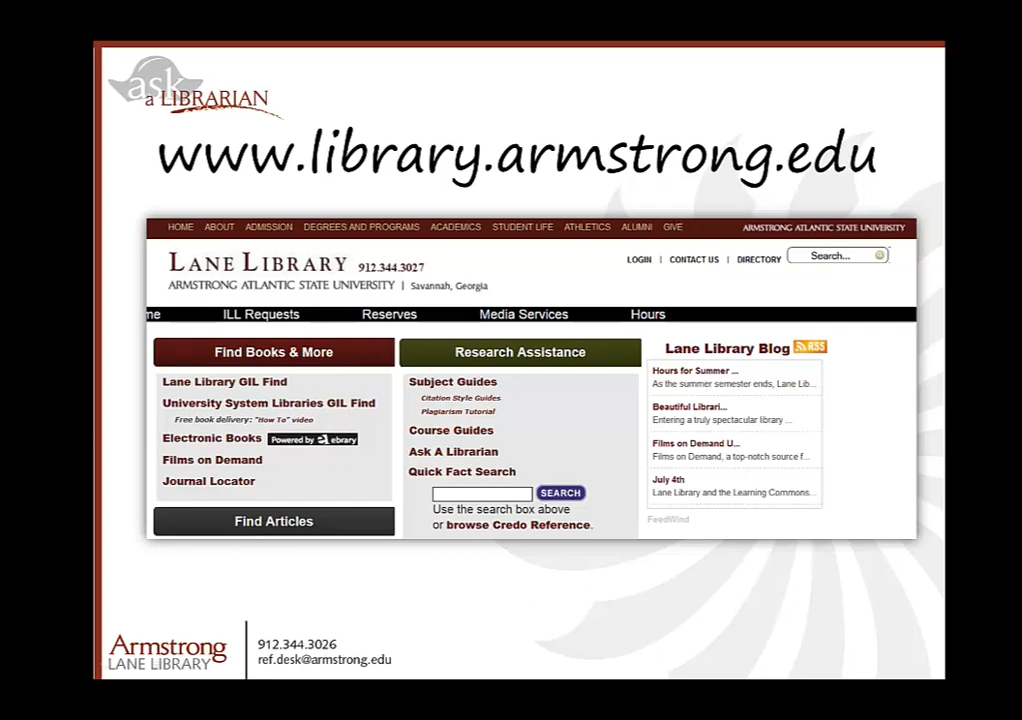 ask
a LIBRARIAN
www.library.armstrong.edu
HOME ABOUT ADMISSION DEGREES AND PROGRAMS ACADEMICS STUDENT LIFE ATHLETICS ALUMNI GIVE ARMSTRONG ATLANTIC STATE UNIVERSITY
LANE LIBRARY 912.344.3027
LOGIN | CONTACT US | DIRECTORY Search...
ARMSTRONG ATLANTIC STATE UNIVERSITY | Savannah, Georgia
me ILL Requests Reserves Media Services Hours
Find Books & More
Lane Library GIL Find
University System Libraries GIL Find
Free book delivery: "How To" video
Electronic Books Powered by ebrary
Films on Demand
Journal Locator
Find Articles
Research Assistance
Subject Guides
Citation Style Guides
Plagiarism Tutorial
Course Guides
Ask A Librarian
Quick Fact Search
SEARCH
Use the search box above
or browse Credo Reference.
Lane Library Blog RSS
Hours for Summer ...
As the summer semester ends, Lane Lib...
Beautiful Librari...
Entering a truly spectacular library ...
Films on Demand U...
Films on Demand, a top-notch source f...
July 4th
Lane Library and the Learning Commons...
FeedWind
Armstrong
LANE LIBRARY
912.344.3026
ref.desk@armstrong.edu